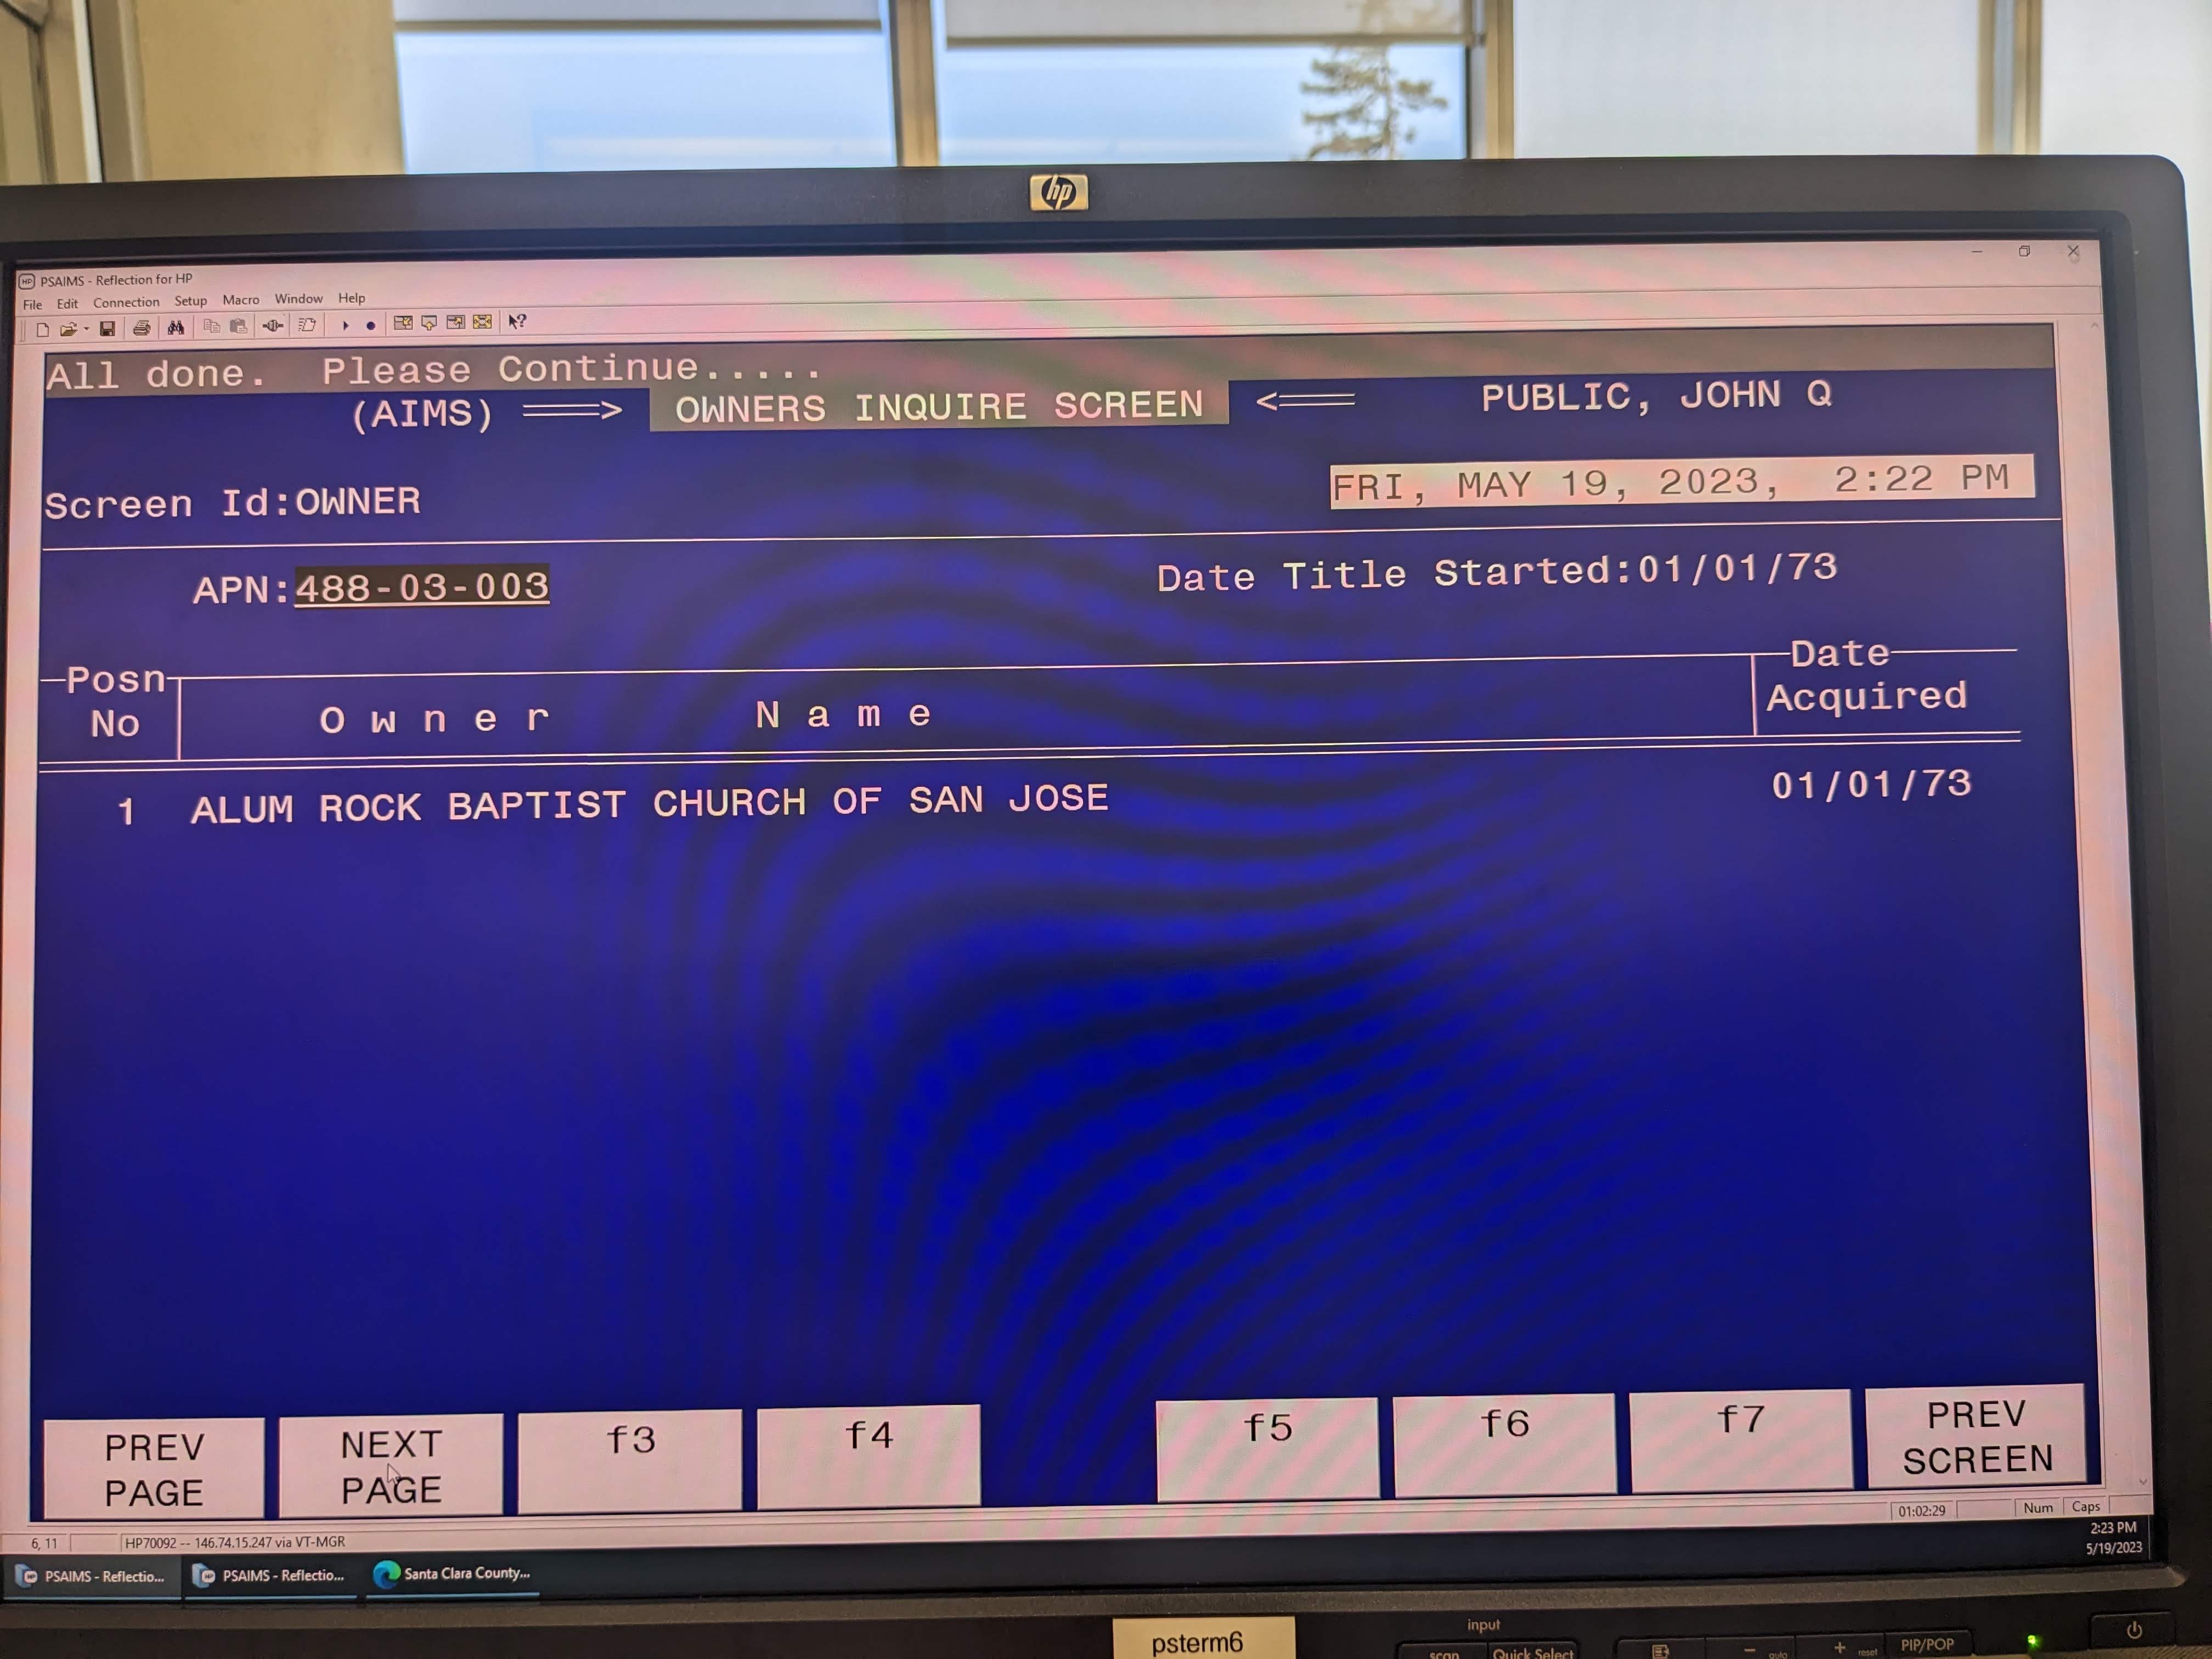 hp
PSAIMS - Reflection for HP
File Edit Connection Setup Macro Window Help
All done. Please Continue.....
(AIMS) ===> OWNERS INQUIRE SCREEN <=== PUBLIC, JOHN Q
Screen Id:OWNER FRI, MAY 19, 2023, 2:22 PM
APN:488-03-003 Date Title Started:01/01/73
Posn Date
No Owner Name Acquired
1 ALUM ROCK BAPTIST CHURCH OF SAN JOSE 01/01/73
PREV PAGE NEXT PAGE f3 f4 f5 f6 f7 PREV SCREEN
01:02:29 Num Caps
6, 11 HP70092 -- 146.74.15.247 via VT-MGR
2:23 PM
5/19/2023
PSAIMS - Reflectio... PSAIMS - Reflectio... Santa Clara County...
psterm6
input
scan Quick Select - auto + reset PIP/POP